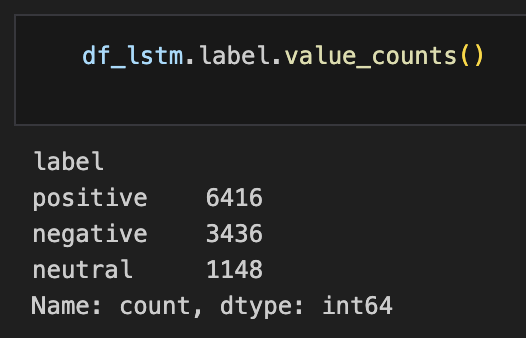 df_lstm.label.value_counts()
label
positive    6416
negative    3436
neutral     1148
Name: count, dtype: int64